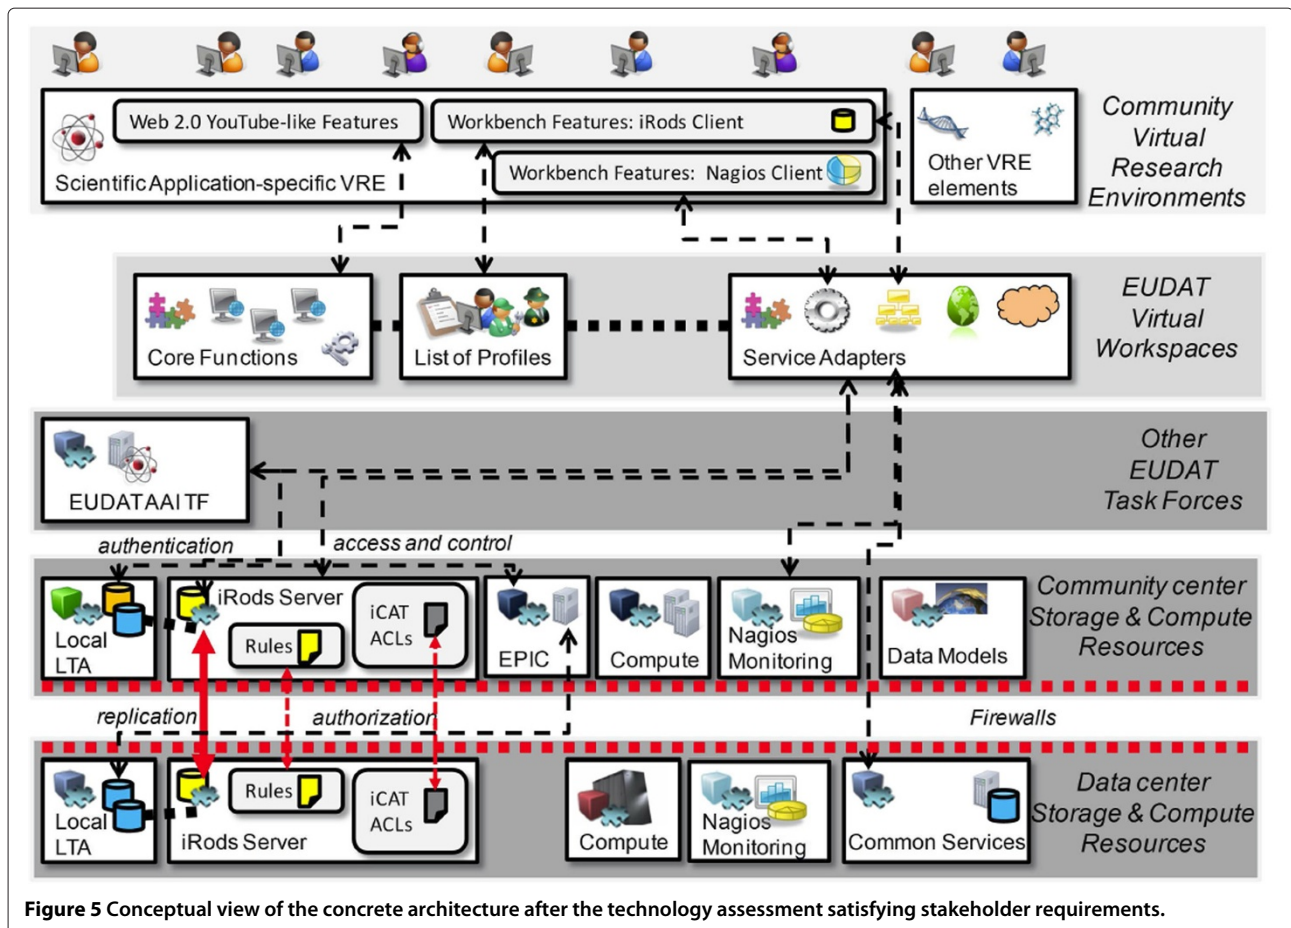 Web 2.0 YouTube-like Features
Workbench Features: iRods Client
Workbench Features: Nagios Client
Scientific Application-specific VRE
Other VRE
elements
Community
Virtual
Research
Environments
Core Functions
List of Profiles
Service Adapters
EUDAT
Virtual
Workspaces
EUDAT AAI TF
Other
EUDAT
Task Forces
authentication
access and control
Local
LTA
iRods Server
Rules
iCAT
ACLs
EPIC
Compute
Nagios
Monitoring
Data Models
Community center
Storage & Compute
Resources
replication
authorization
Firewalls
Local
LTA
iRods Server
Rules
iCAT
ACLs
Compute
Nagios
Monitoring
Common Services
Data center
Storage & Compute
Resources
Figure 5 Conceptual view of the concrete architecture after the technology assessment satisfying stakeholder requirements.